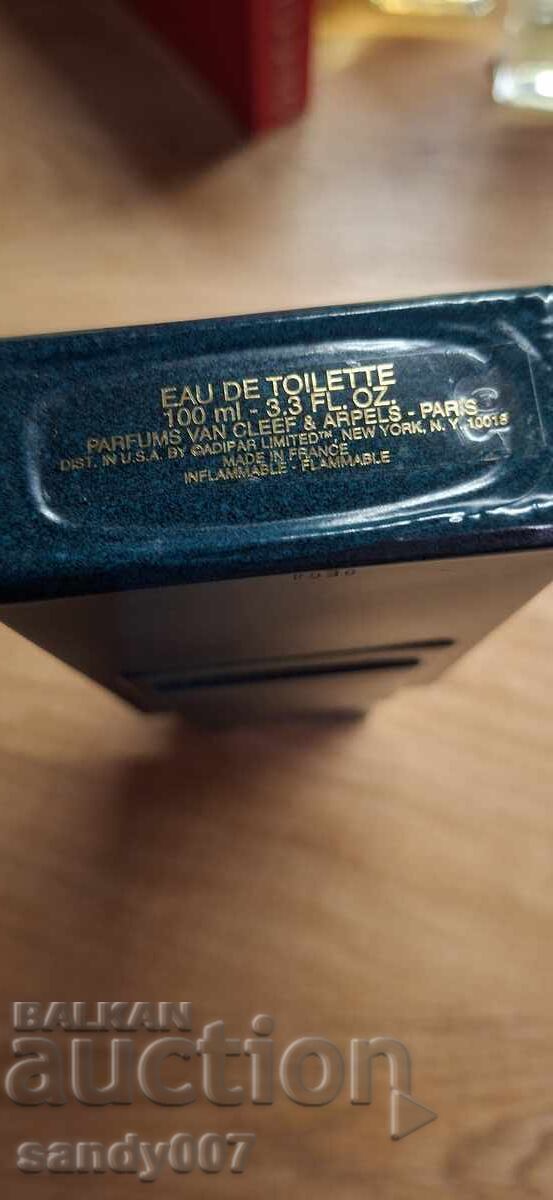 EAU DE TOILETTE
100 ml - 3.3 FL. OZ.
PARFUMS VAN CLEEF & ARPELS - PARIS
DIST. IN U.S.A. BY ©ADIPAR LIMITED™, NEW YORK, N. Y. 10018
MADE IN FRANCE
INFLAMMABLE - FLAMMABLE
BALKAN
auction
sandy007